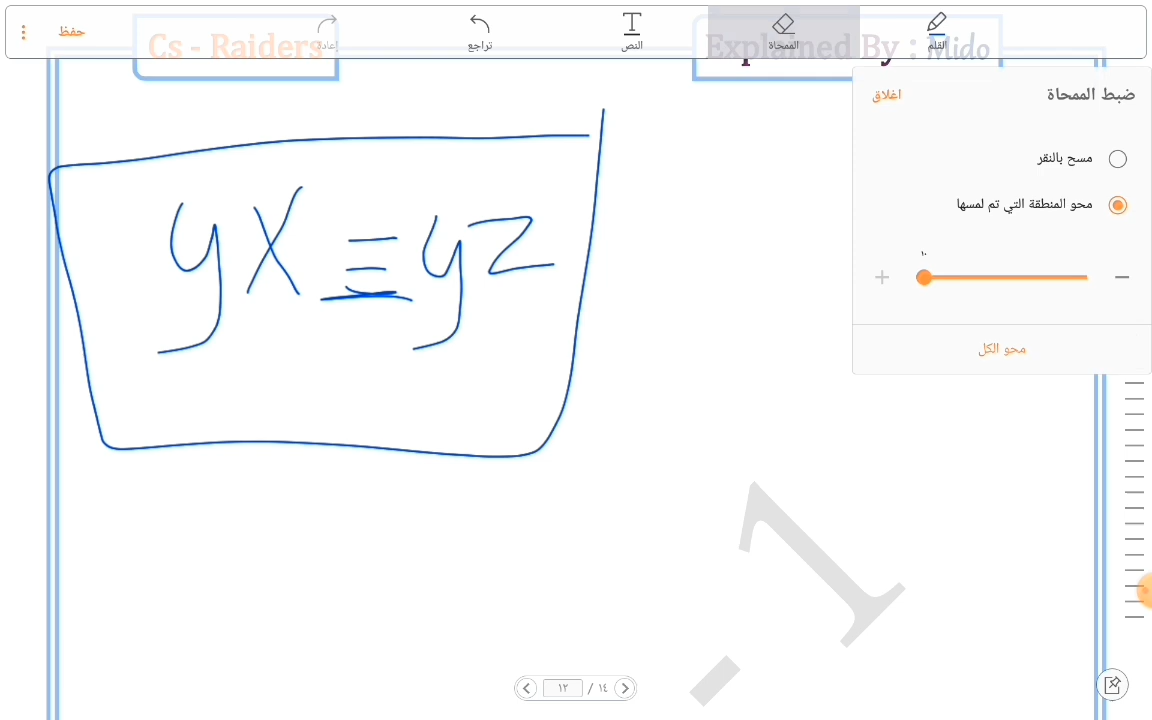 حفظ
إعادة
تراجع
النص
الممحاة
القلم
Cs - Raiders
Explained By : Mido
ضبط الممحاة
اغلاق
مسح بالنقر
محو المنطقة التي تم لمسها
١٠
+ −
محو الكل
yX ≡ yz
- 1
١٢ / ١٤